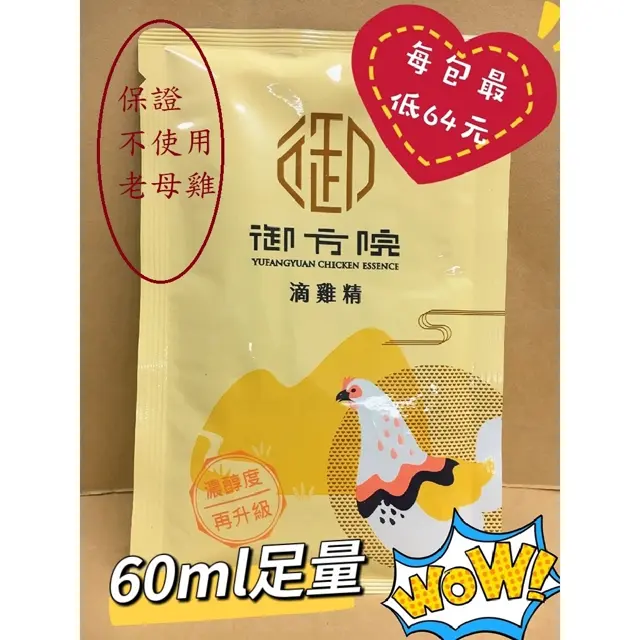 保證
不使用
老母雞
每包最
低64元
御方院
YUFANGYUAN CHICKEN ESSENCE
滴雞精
濃醇度
再升級
60ml足量
WOW!